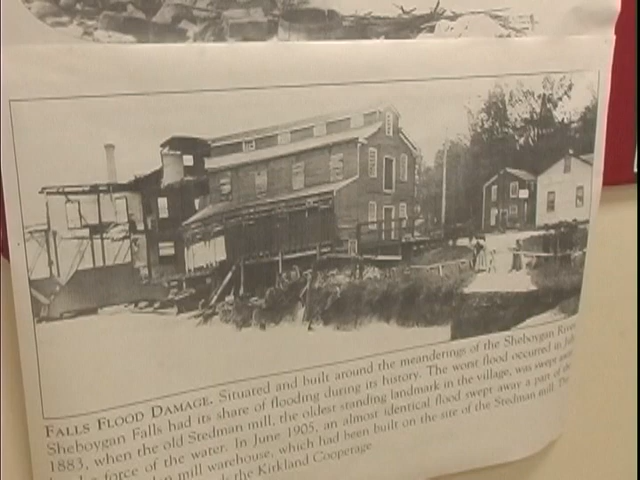 FALLS FLOOD DAMAGE. Situated and built around the meanderings of the Sheboygan River
Sheboygan Falls had its share of flooding during its history. The worst flood occurred in July
1883, when the old Stedman mill, the oldest standing landmark in the village, was swept away
force of the water. In June 1905, an almost identical flood swept away a part of the
mill warehouse, which had been built on the site of the Stedman mill. The
the Kirkland Cooperage